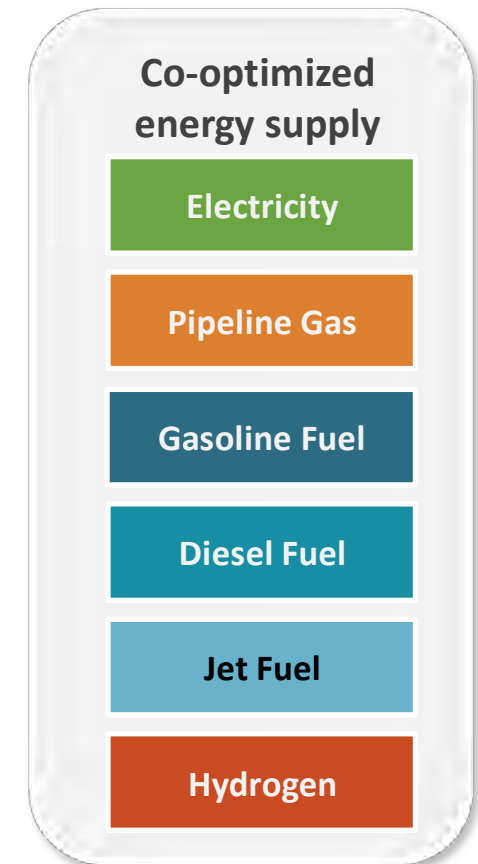 Co-optimized
energy supply
Electricity
Pipeline Gas
Gasoline Fuel
Diesel Fuel
Jet Fuel
Hydrogen